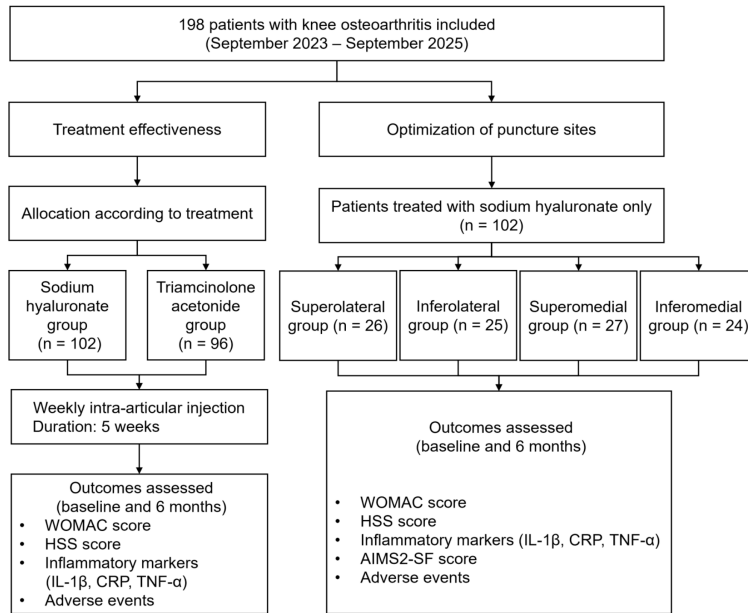 198 patients with knee osteoarthritis included
(September 2023 – September 2025)
Treatment effectiveness
Optimization of puncture sites
Allocation according to treatment
Patients treated with sodium hyaluronate only
(n = 102)
Sodium
hyaluronate
group
(n = 102)
Triamcinolone
acetonide
group
(n = 96)
Superolateral
group (n = 26)
Inferolateral
group (n = 25)
Superomedial
group (n = 27)
Inferomedial
group (n = 24)
Weekly intra-articular injection
Duration: 5 weeks
Outcomes assessed
(baseline and 6 months)
• WOMAC score
• HSS score
• Inflammatory markers
(IL-1β, CRP, TNF-α)
• Adverse events
Outcomes assessed
(baseline and 6 months)
• WOMAC score
• HSS score
• Inflammatory markers (IL-1β, CRP, TNF-α)
• AIMS2-SF score
• Adverse events